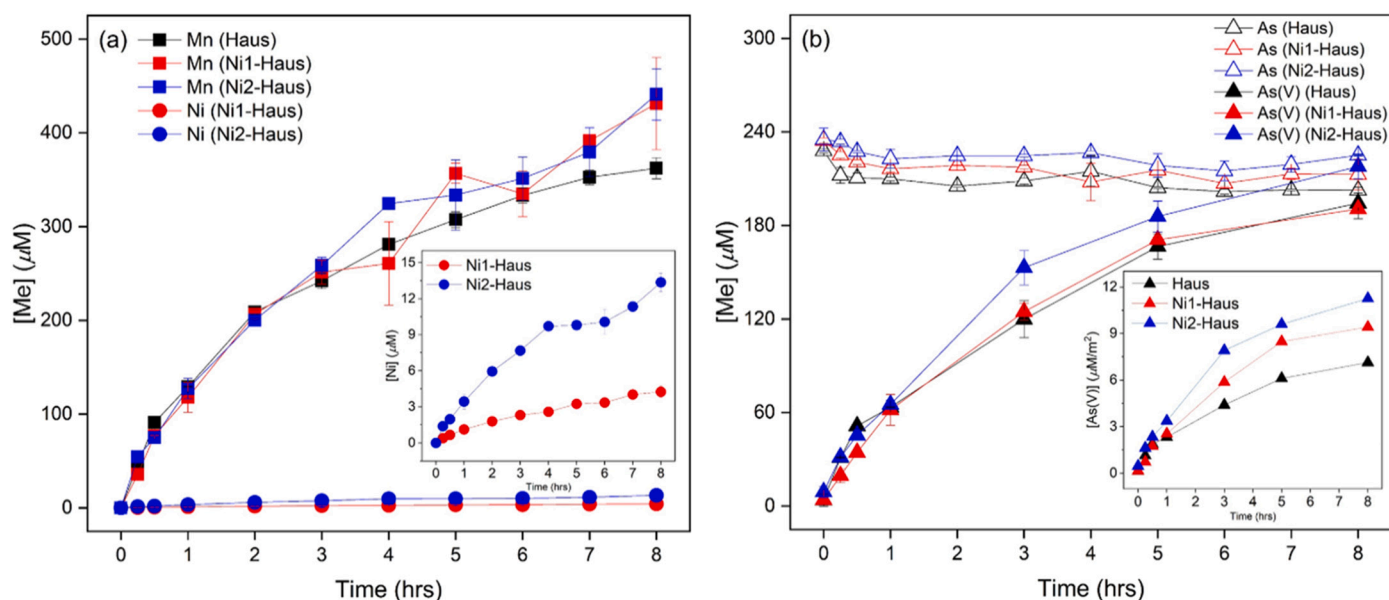 (a)
Mn (Haus)
Mn (Ni1-Haus)
Mn (Ni2-Haus)
Ni (Ni1-Haus)
Ni (Ni2-Haus)
500
400
300
200
100
0
[Me] (μM)
0 1 2 3 4 5 6 7 8
Time (hrs)
Ni1-Haus
Ni2-Haus
15
12
9
6
3
0
[Ni] (μM)
0 1 2 3 4 5 6 7 8
Time (hrs)
(b)
As (Haus)
As (Ni1-Haus)
As (Ni2-Haus)
As(V) (Haus)
As(V) (Ni1-Haus)
As(V) (Ni2-Haus)
300
240
180
120
60
0
[Me] (μM)
0 1 2 3 4 5 6 7 8
Time (hrs)
Haus
Ni1-Haus
Ni2-Haus
12
9
6
3
0
[As(V)] (μM/m²)
0 1 2 3 4 5 6 7 8
Time (hrs)